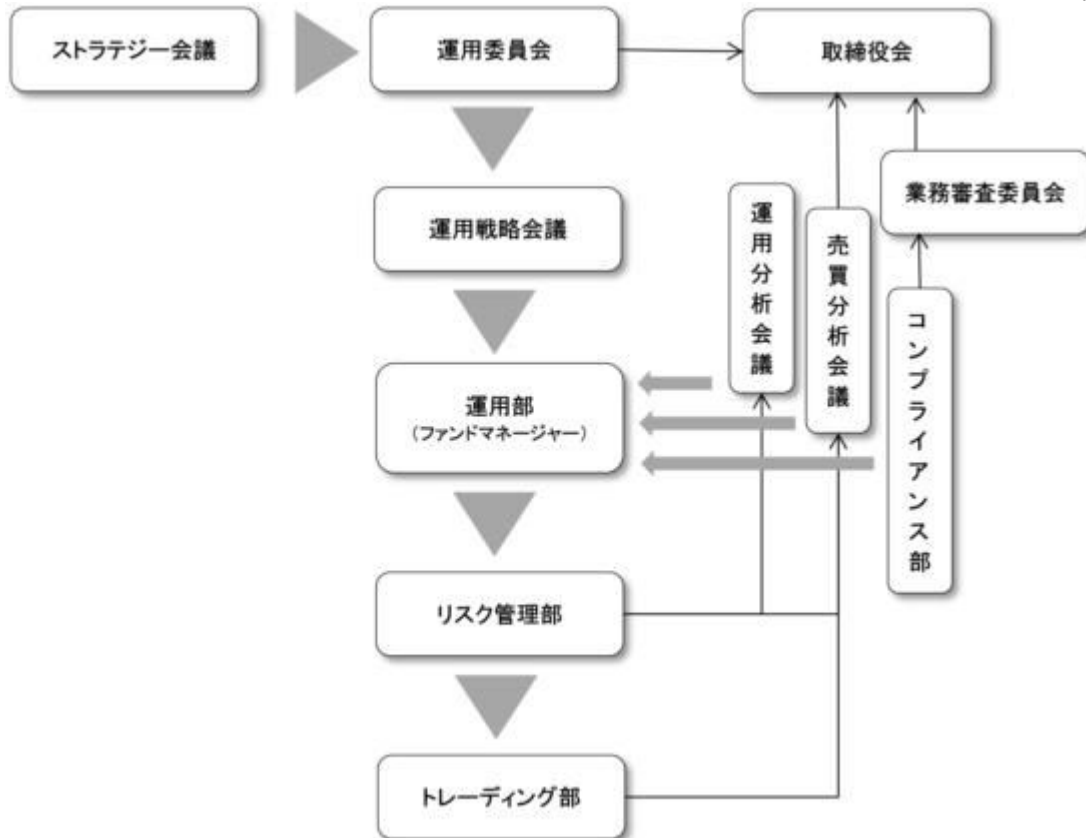 ストラテジー会議
運用委員会
取締役会
業務審査委員会
運用戦略会議
運用分析会議
売買分析会議
コンプライアンス部
運用部
(ファンドマネージャー)
リスク管理部
トレーディング部